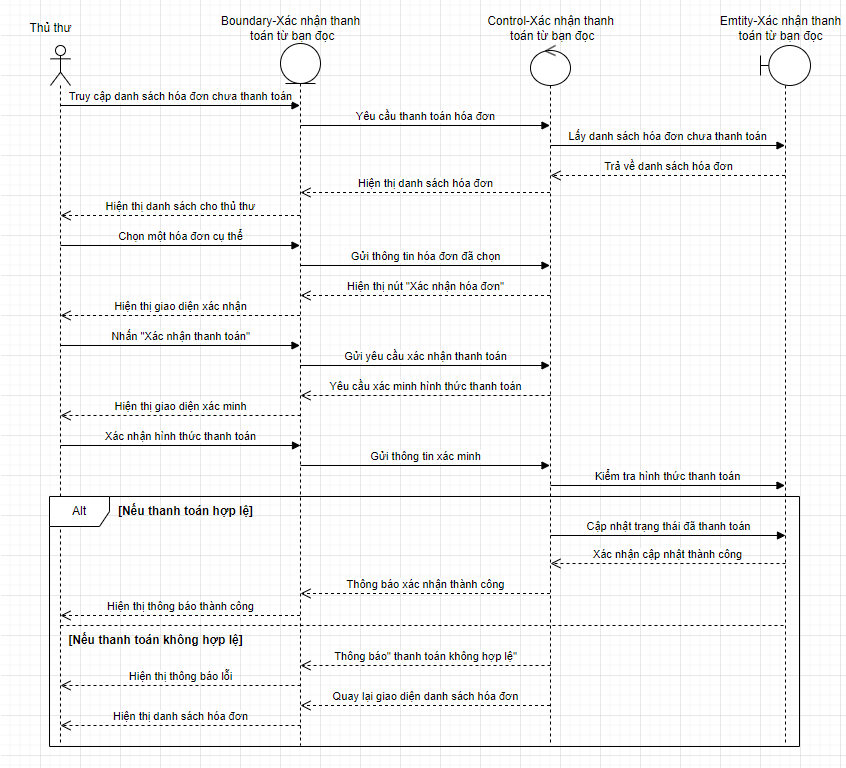 Thủ thư
Boundary-Xác nhận thanh
toán từ bạn đọc
Control-Xác nhận thanh
toán từ bạn đọc
Emtity-Xác nhận thanh
toán từ bạn đọc
Truy cập danh sách hóa đơn chưa thanh toán
Yêu cầu thanh toán hóa đơn
Lấy danh sách hóa đơn chưa thanh toán
Trả về danh sách hóa đơn
Hiện thị danh sách hóa đơn
Hiện thị danh sách cho thủ thư
Chọn một hóa đơn cụ thể
Gửi thông tin hóa đơn đã chọn
Hiện thị nút "Xác nhận hóa đơn"
Hiện thị giao diện xác nhận
Nhấn "Xác nhận thanh toán"
Gửi yêu cầu xác nhận thanh toán
Yêu cầu xác minh hình thức thanh toán
Hiện thị giao diện xác minh
Xác nhận hình thức thanh toán
Gửi thông tin xác minh
Kiểm tra hình thức thanh toán
Alt
[Nếu thanh toán hợp lệ]
Cập nhật trạng thái đã thanh toán
Xác nhận cập nhật thành công
Thông báo xác nhận thành công
Hiện thị thông báo thành công
[Nếu thanh toán không hợp lệ]
Thông báo" thanh toán không hợp lệ"
Hiện thị thông báo lỗi
Quay lại giao diện danh sách hóa đơn
Hiện thị danh sách hóa đơn